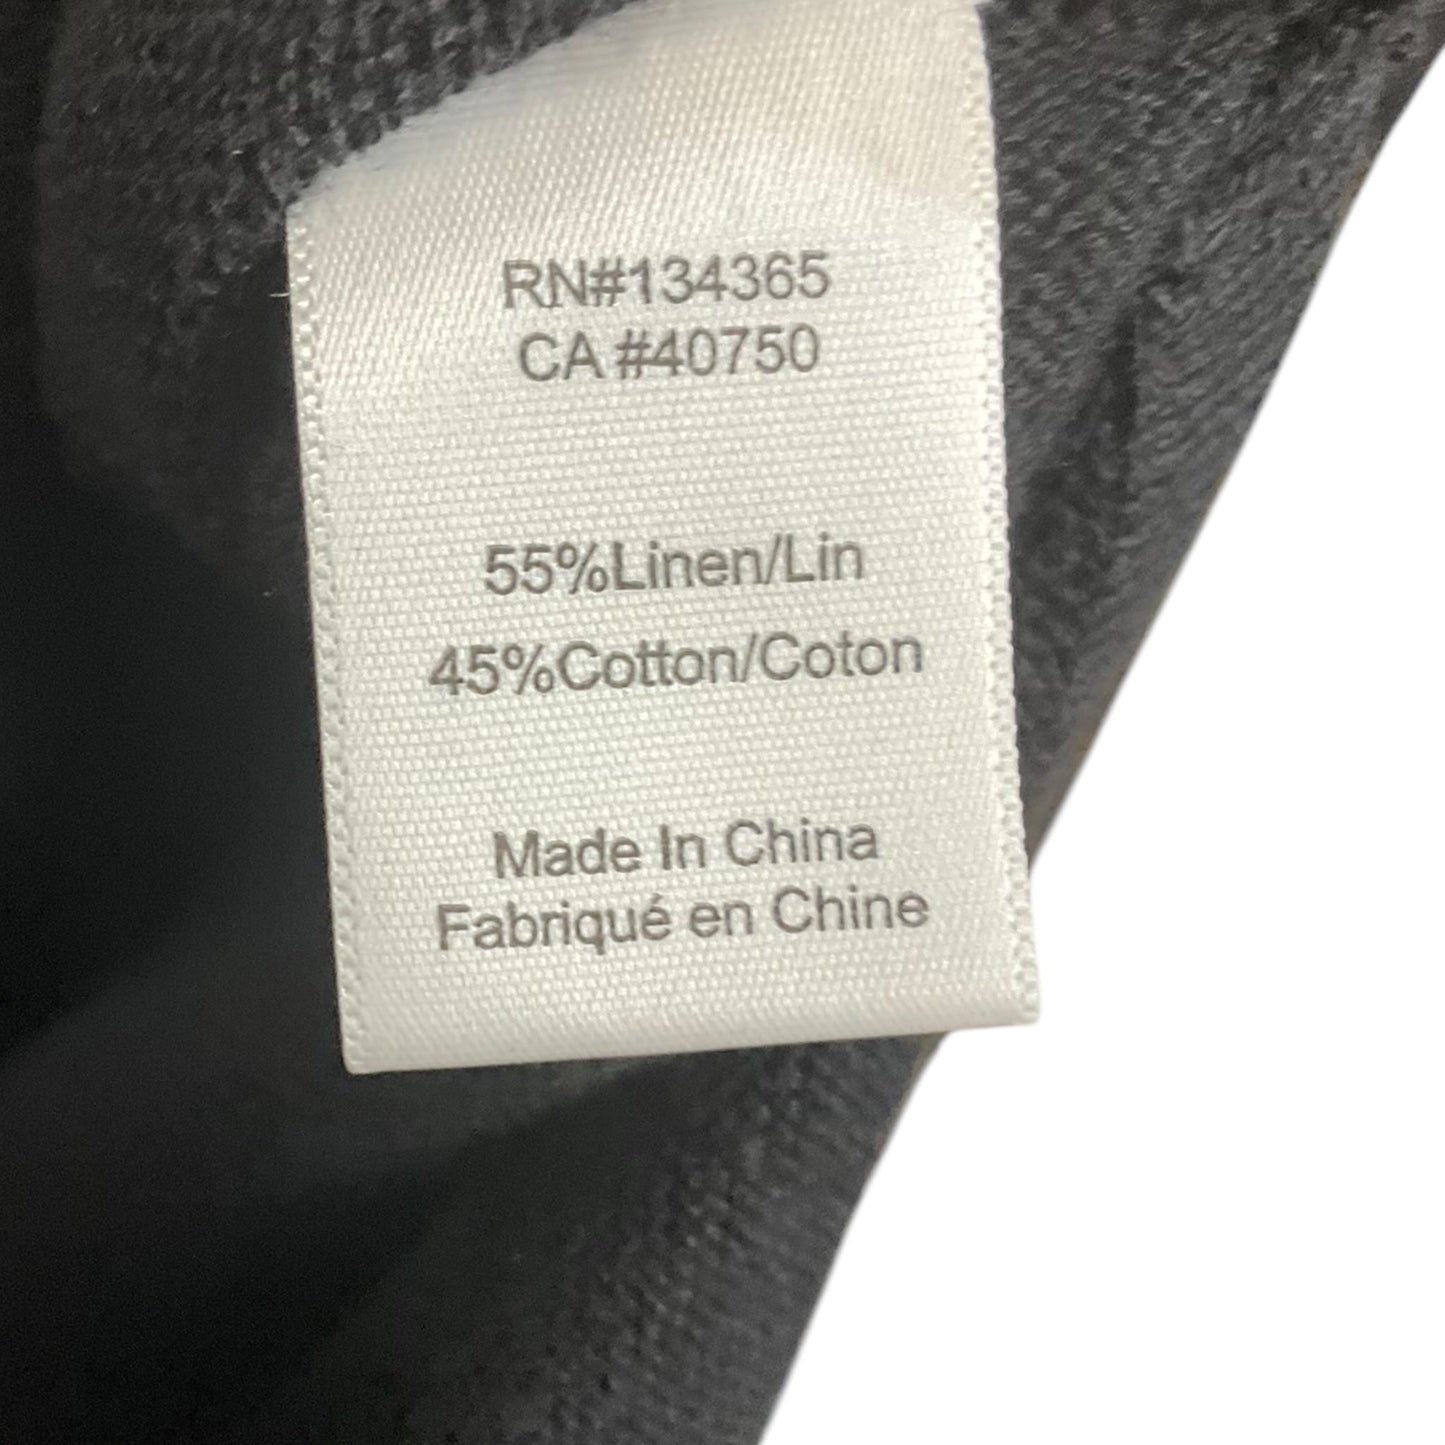 RN#134365
CA #40750
55%Linen/Lin
45%Cotton/Coton
Made In China
Fabriqué en Chine